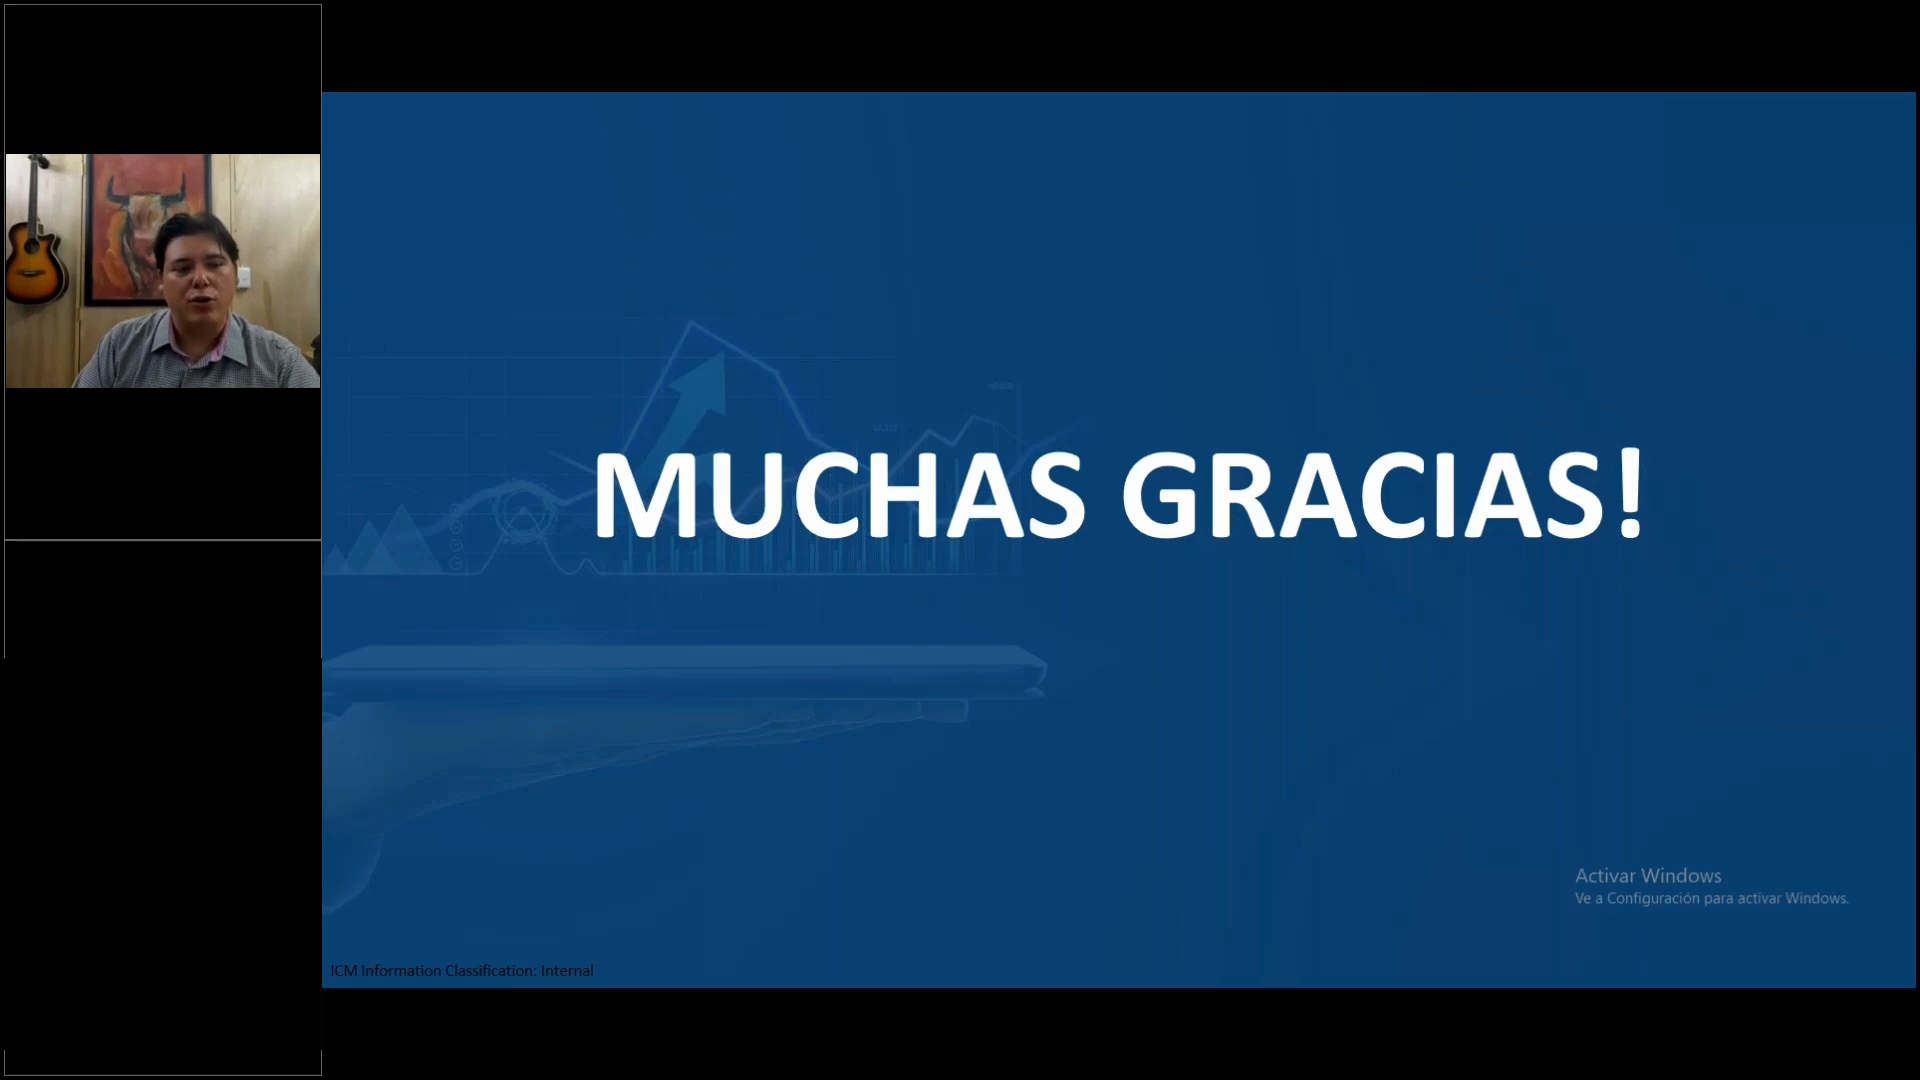 MUCHAS GRACIAS!
Activar Windows
Ve a Configuración para activar Windows.
ICM Information Classification: Internal